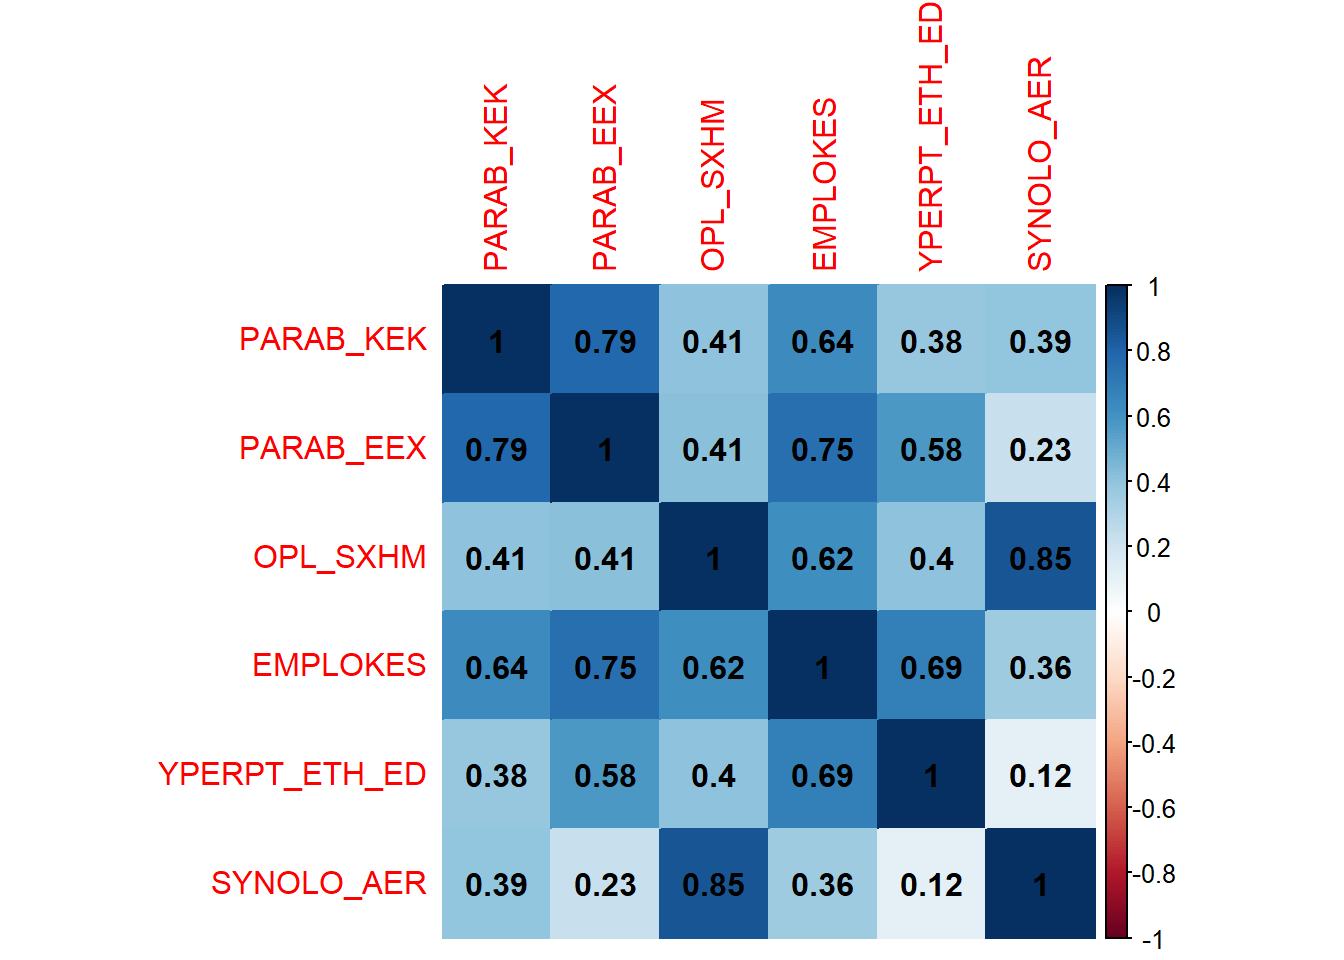 PARAB_KEK PARAB_EEX OPL_SXHM EMPLOKES YPERPT_ETH_ED SYNOLO_AER
PARAB_KEK 1 0.79 0.41 0.64 0.38 0.39
PARAB_EEX 0.79 1 0.41 0.75 0.58 0.23
OPL_SXHM 0.41 0.41 1 0.62 0.4 0.85
EMPLOKES 0.64 0.75 0.62 1 0.69 0.36
YPERPT_ETH_ED 0.38 0.58 0.4 0.69 1 0.12
SYNOLO_AER 0.39 0.23 0.85 0.36 0.12 1
1
0.8
0.6
0.4
0.2
0
-0.2
-0.4
-0.6
-0.8
-1